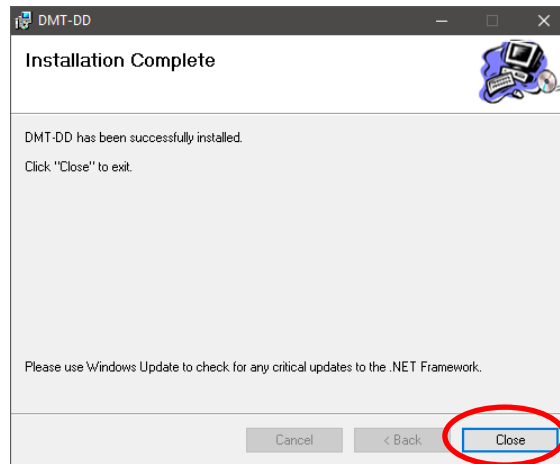 DMT-DD
Installation Complete
DMT-DD has been successfully installed.
Click "Close" to exit.
Please use Windows Update to check for any critical updates to the .NET Framework.
Cancel
< Back
Close